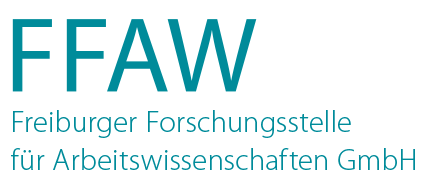 FFAW
Freiburger Forschungsstelle
für Arbeitswissenschaften GmbH